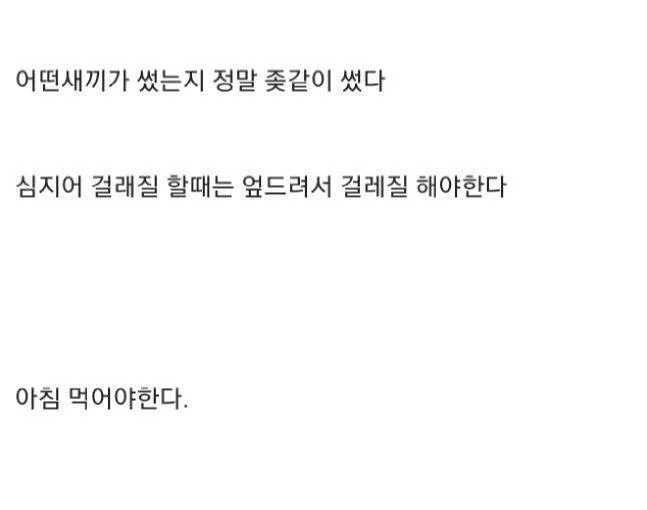 어떤새끼가 썼는지 정말 좆같이 썼다
심지어 걸래질 할때는 엎드려서 걸레질 해야한다
아침 먹어야한다.